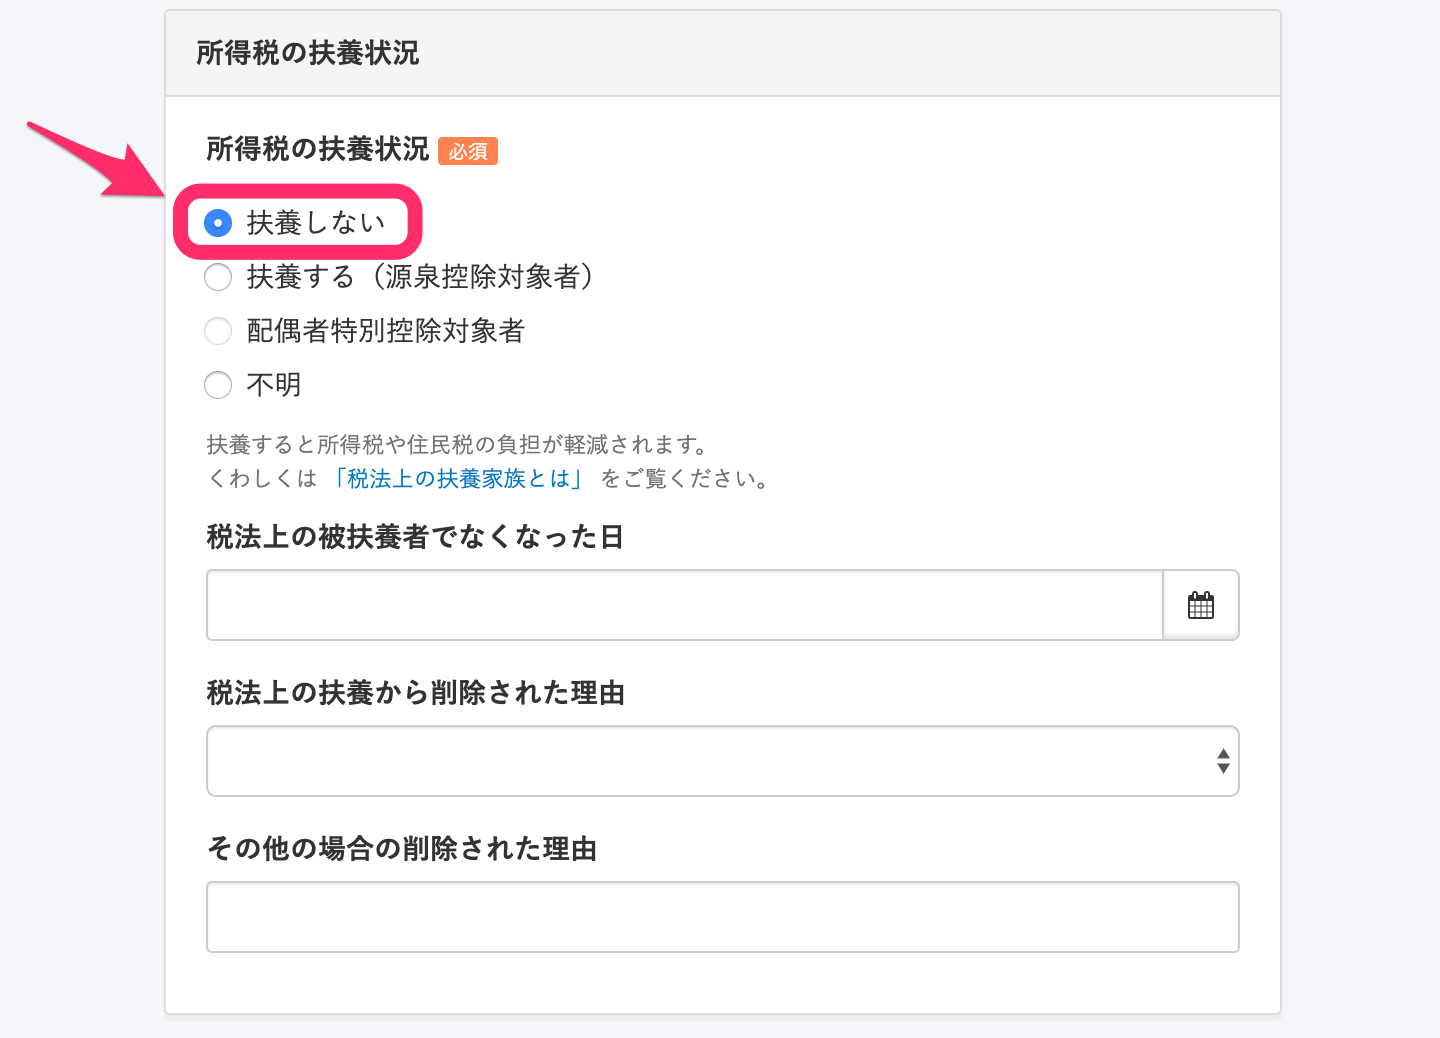 所得税の扶養状況
所得税の扶養状況 必須
扶養しない
扶養する（源泉控除対象者）
配偶者特別控除対象者
不明
扶養すると所得税や住民税の負担が軽減されます。
くわしくは 「税法上の扶養家族とは」 をご覧ください。
税法上の被扶養者でなくなった日
税法上の扶養から削除された理由
その他の場合の削除された理由